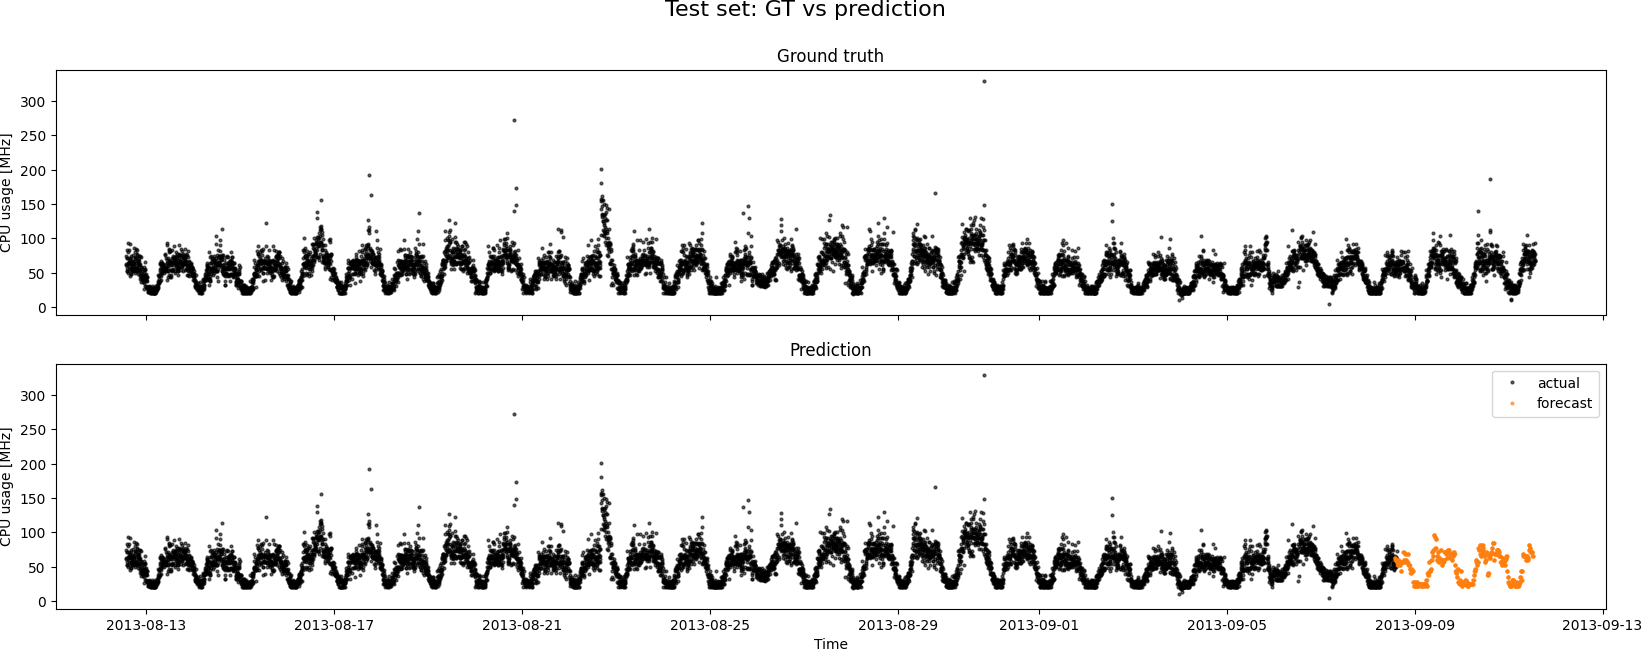 Test set: GT vs prediction
Ground truth
300
250
200
150
100
50
0
CPU usage [MHz]
Prediction
300
250
200
150
100
50
0
CPU usage [MHz]
actual
forecast
2013-08-13 2013-08-17 2013-08-21 2013-08-25 2013-08-29 2013-09-01 2013-09-05 2013-09-09 2013-09-13
Time